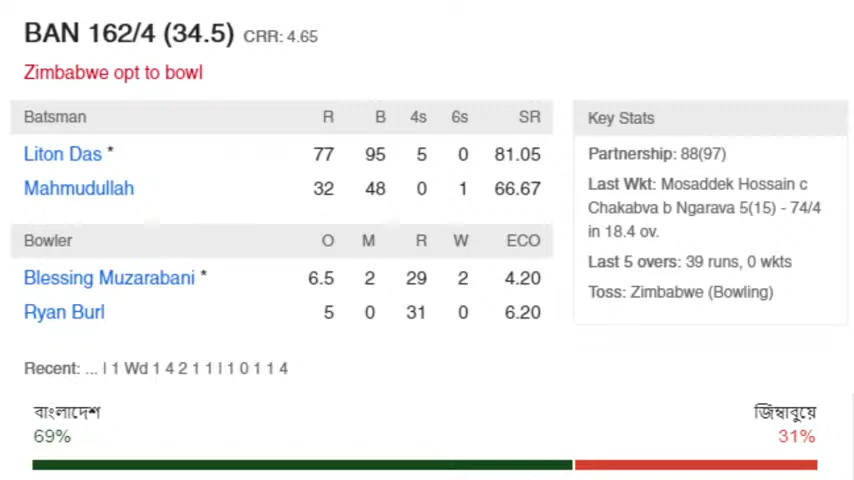 BAN 162/4 (34.5) CRR: 4.65
Zimbabwe opt to bowl
Batsman R B 4s 6s SR
Liton Das * 77 95 5 0 81.05
Mahmudullah 32 48 0 1 66.67
Bowler O M R W ECO
Blessing Muzarabani * 6.5 2 29 2 4.20
Ryan Burl 5 0 31 0 6.20
Key Stats
Partnership: 88(97)
Last Wkt: Mosaddek Hossain c
Chakabva b Ngarava 5(15) - 74/4
in 18.4 ov.
Last 5 overs: 39 runs, 0 wkts
Toss: Zimbabwe (Bowling)
Recent: ... | 1 Wd 1 4 2 1 1 | 1 0 1 1 4
বাংলাদেশ জিম্বাবুয়ে
69% 31%